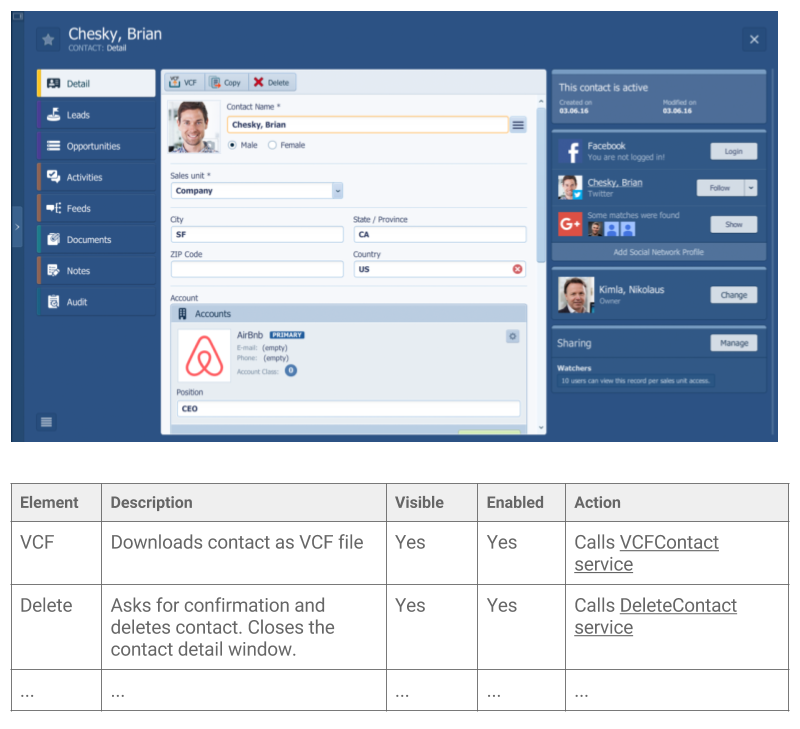 Chesky, Brian
CONTACT: Detail
Detail
Leads
Opportunities
Activities
Feeds
Documents
Notes
Audit
VCF Copy Delete
Contact Name *
Chesky, Brian
Male Female
Sales unit *
Company
City State / Province
SF CA
ZIP Code Country
US
Account
Accounts
AirBnb PRIMARY
E-mail: (empty)
Phone: (empty)
Account Class: 0
Position
CEO
This contact is active
Created on Modified on
03.06.16 03.06.16
Facebook
You are not logged in!
Login
Chesky, Brian
Twitter
Follow
G+
Some matches were found
Show
Add Social Network Profile
Kimla, Nikolaus
Owner
Change
Sharing Manage
Watchers
10 users can view this record per sales unit access.
Element Description Visible Enabled Action
VCF Downloads contact as VCF file Yes Yes Calls VCFContact
service
Delete Asks for confirmation and Yes Yes Calls DeleteContact
deletes contact. Closes the service
contact detail window.
... ... ... ... ...